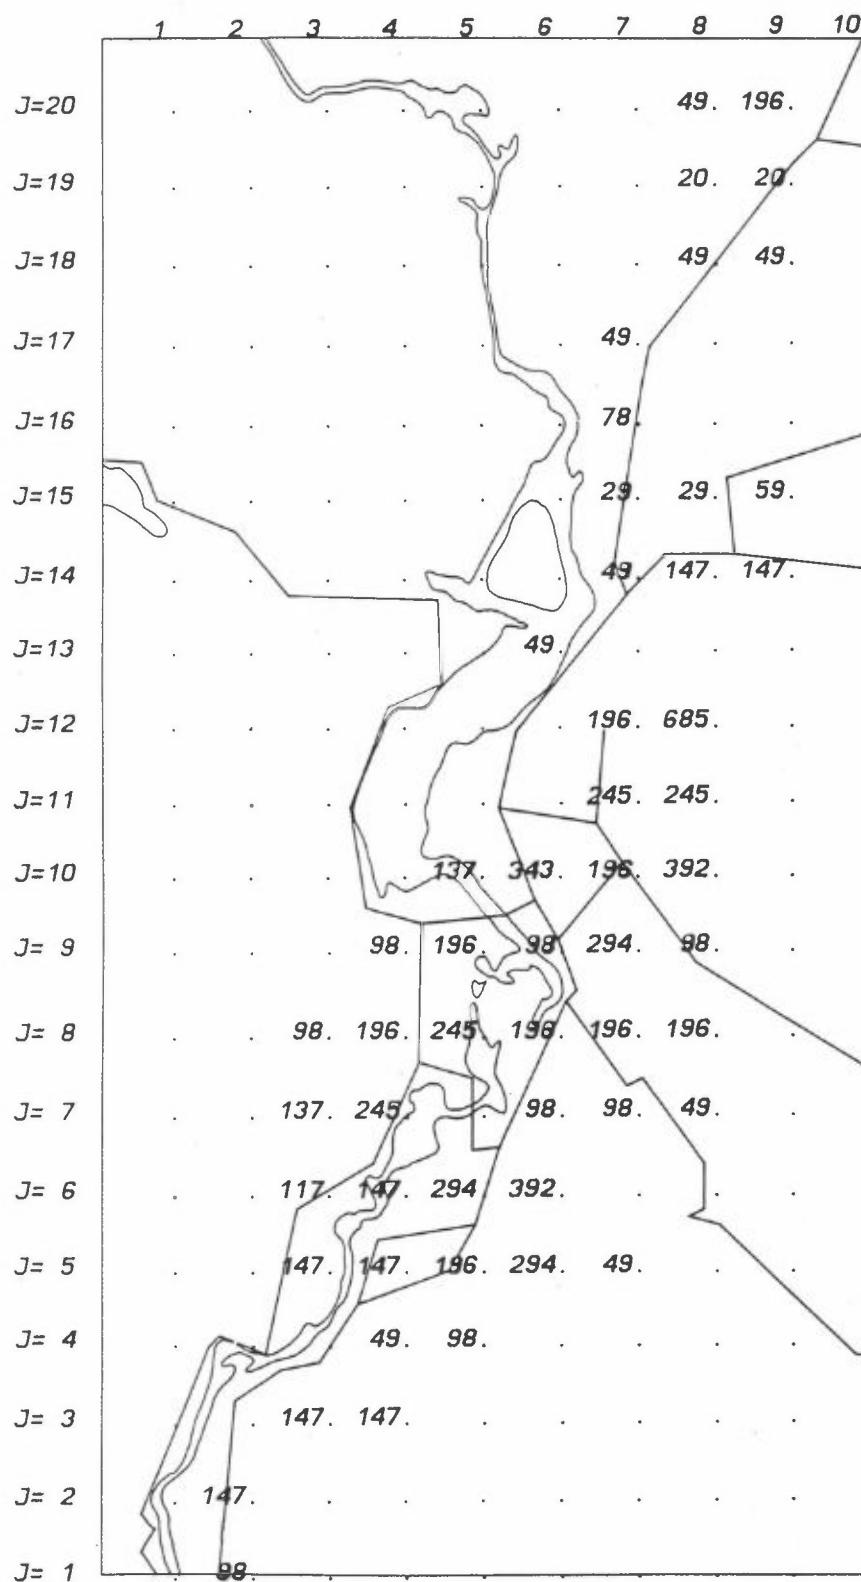 1 2 3 4 5 6 7 8 9 10
J=20 49. 196.
J=19 20. 20.
J=18 49. 49.
J=17 49.
J=16 78
J=15 29 29. 59.
J=14 49 147. 147.
J=13 49.
J=12 196. 685.
J=11 245. 245.
J=10 137. 343. 196. 392.
J= 9 98. 196. 98 294. 98.
J= 8 98. 196. 245. 196. 196. 196.
J= 7 137. 245. 98. 98. 49.
J= 6 117. 147. 294 392.
J= 5 147. 147. 196. 294. 49.
J= 4 49. 98.
J= 3 147. 147.
J= 2 147.
J= 1 98